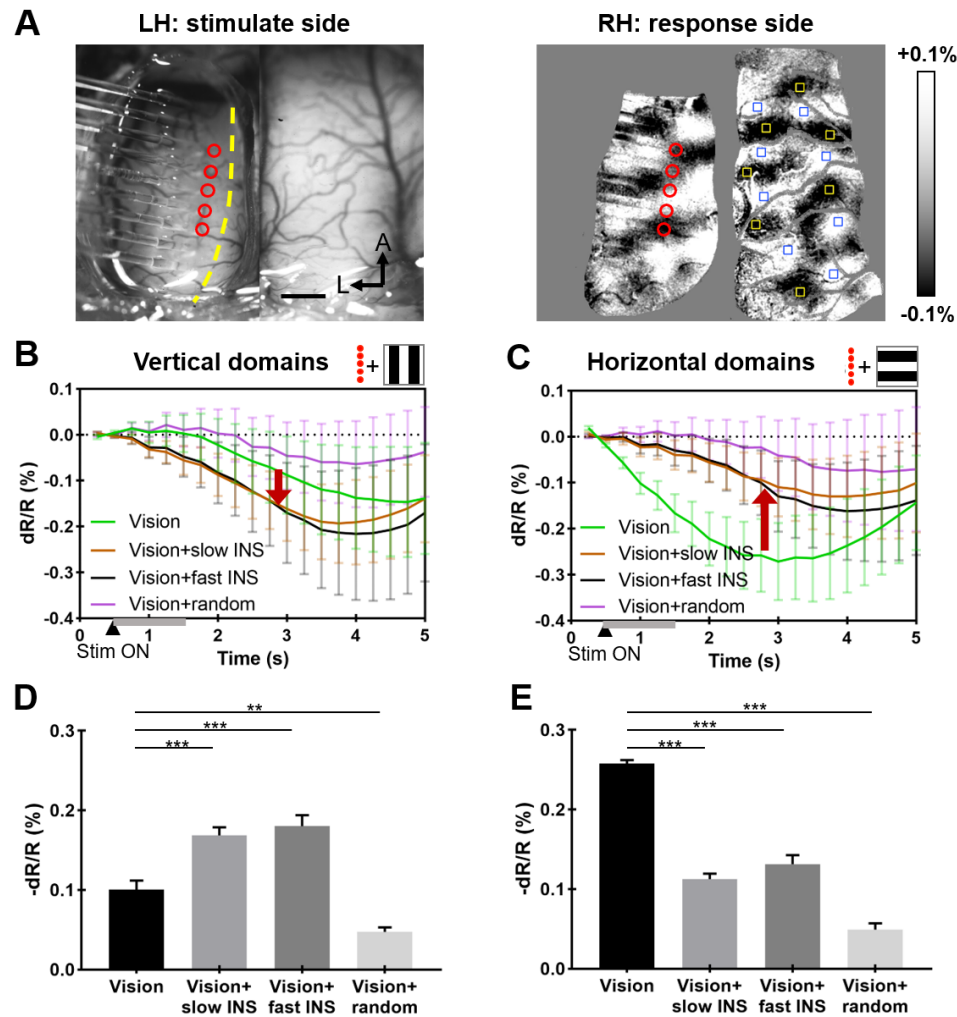 A
LH: stimulate side
RH: response side
A
L
+0.1%
-0.1%
B
Vertical domains
+
0.1
0.0
-0.1
-0.2
-0.3
-0.4
dR/R (%)
Vision
Vision+slow INS
Vision+fast INS
Vision+random
0 1 2 3 4 5
Stim ON
Time (s)
C
Horizontal domains
+
0.1
0.0
-0.1
-0.2
-0.3
-0.4
dR/R (%)
Vision
Vision+slow INS
Vision+fast INS
Vision+random
0 1 2 3 4 5
Stim ON
Time (s)
D
**
***
***
0.3
0.2
0.1
0.0
-dR/R (%)
Vision Vision+ Vision+ Vision+
slow INS fast INS random
E
***
***
***
0.3
0.2
0.1
0.0
-dR/R (%)
Vision Vision+ Vision+ Vision+
slow INS fast INS random